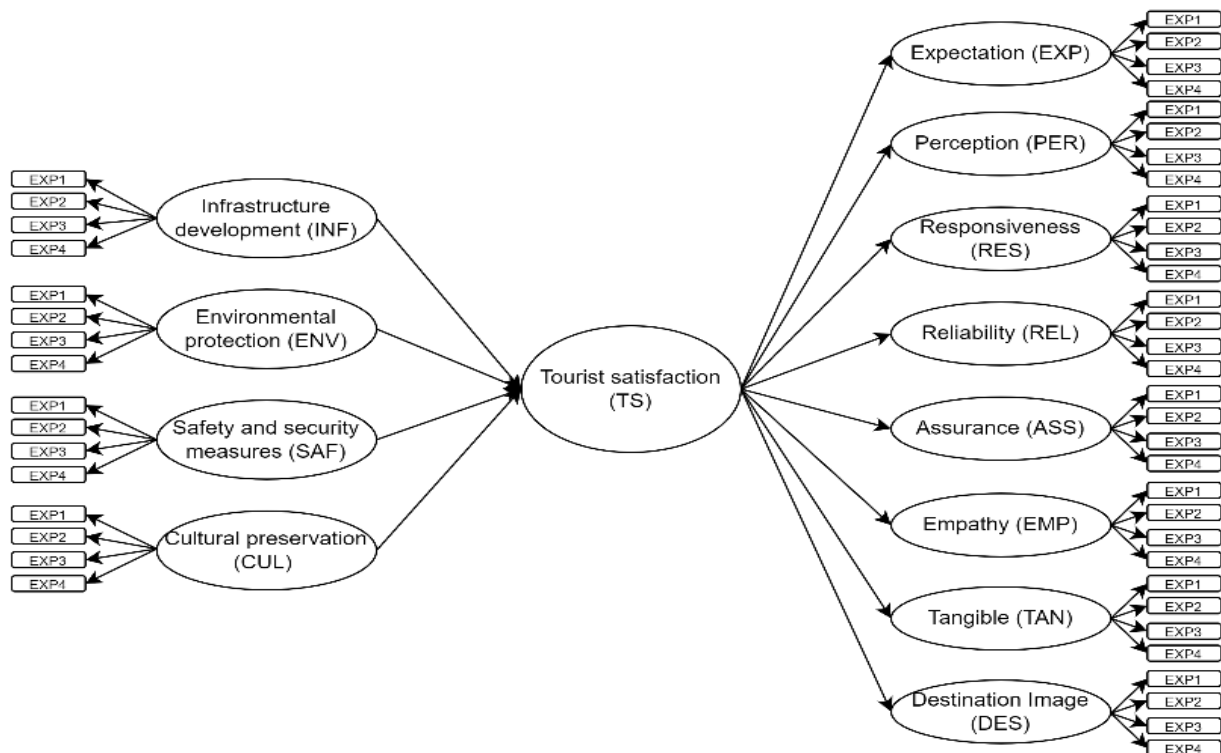 EXP1
EXP2
EXP3
EXP4
Infrastructure
development (INF)
EXP1
EXP2
EXP3
EXP4
Environmental
protection (ENV)
EXP1
EXP2
EXP3
EXP4
Safety and security
measures (SAF)
EXP1
EXP2
EXP3
EXP4
Cultural preservation
(CUL)
Tourist satisfaction
(TS)
Expectation (EXP)
EXP1
EXP2
EXP3
EXP4
Perception (PER)
EXP1
EXP2
EXP3
EXP4
Responsiveness
(RES)
EXP1
EXP2
EXP3
EXP4
Reliability (REL)
EXP1
EXP2
EXP3
EXP4
Assurance (ASS)
EXP1
EXP2
EXP3
EXP4
Empathy (EMP)
EXP1
EXP2
EXP3
EXP4
Tangible (TAN)
EXP1
EXP2
EXP3
EXP4
Destination Image
(DES)
EXP1
EXP2
EXP3
EXP4